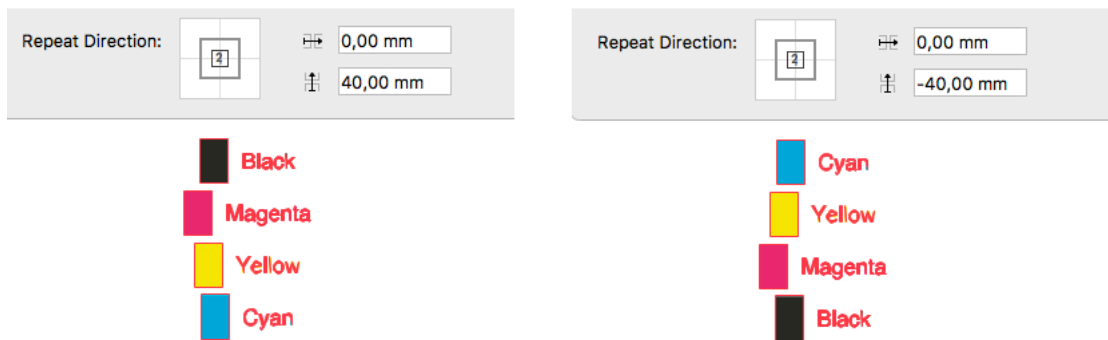 Repeat Direction:
2
0,00 mm
40,00 mm
Black
Magenta
Yellow
Cyan
Repeat Direction:
2
0,00 mm
-40,00 mm
Cyan
Yellow
Magenta
Black